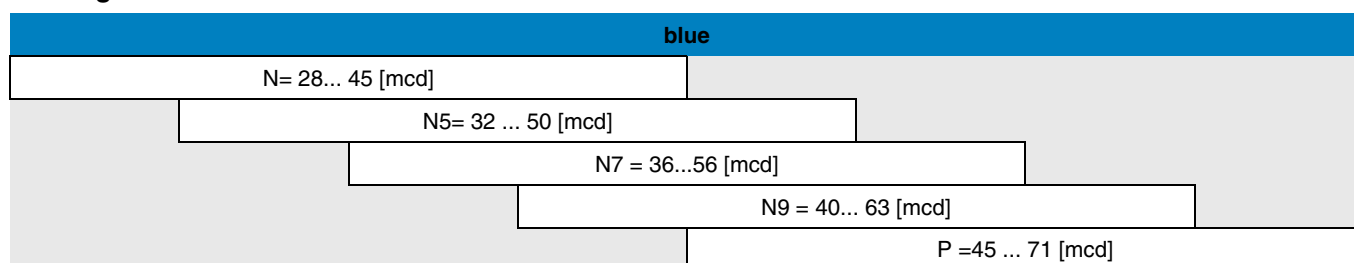 blue
N= 28... 45 [mcd]
N5= 32 ... 50 [mcd]
N7 = 36...56 [mcd]
N9 = 40... 63 [mcd]
P =45 ... 71 [mcd]